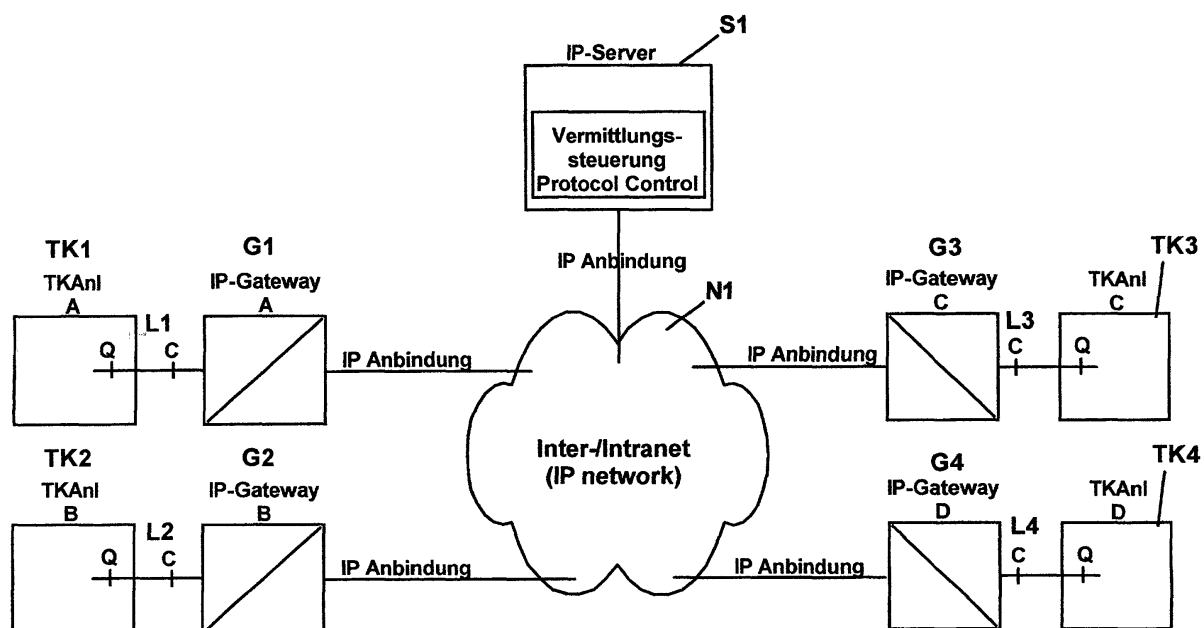 S1
IP-Server
Vermittlungs-
steuerung
Protocol Control
IP Anbindung
N1
TK1
TKAnl
A
Q
L1
C
G1
IP-Gateway
A
IP Anbindung
TK2
TKAnl
B
Q
L2
C
G2
IP-Gateway
B
IP Anbindung
Inter-/Intranet
(IP network)
IP Anbindung
G3
IP-Gateway
C
L3
C
TK3
TKAnl
C
Q
IP Anbindung
G4
IP-Gateway
D
L4
C
TK4
TKAnl
D
Q